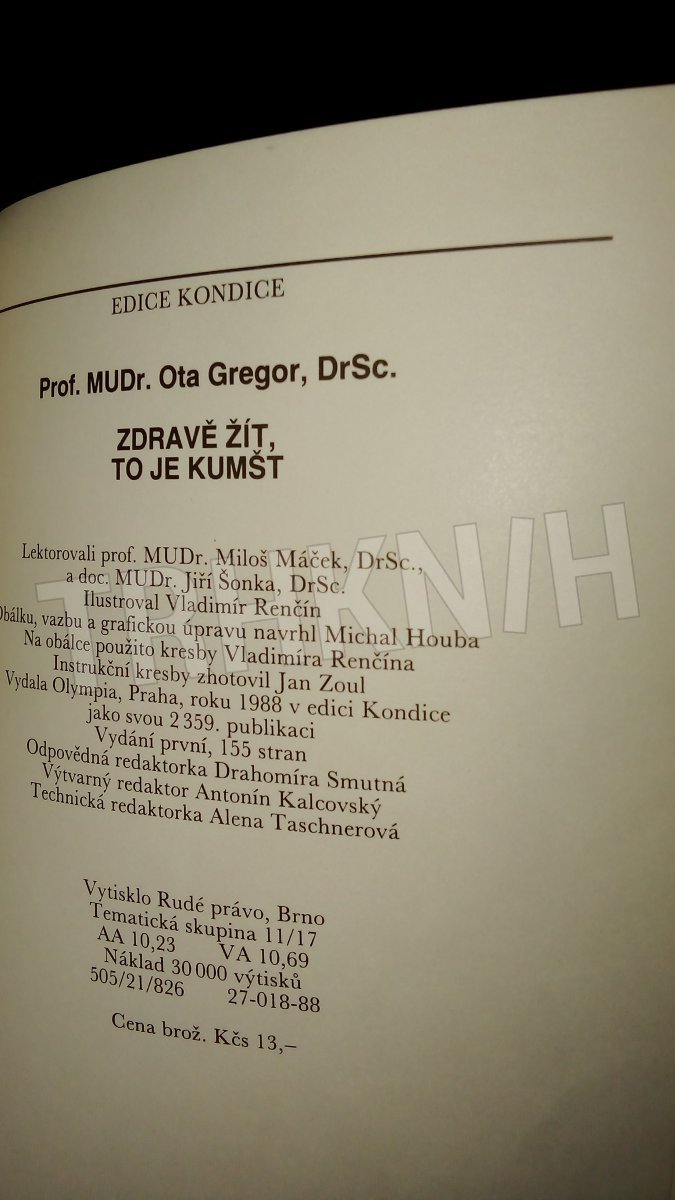 EDICE KONDICE
Prof. MUDr. Ota Gregor, DrSc.
ZDRAVĚ ŽÍT,
TO JE KUMŠT
Lektorovali prof. MUDr. Miloš Máček, DrSc.,
a doc. MUDr. Jiří Šonka, DrSc.
Ilustroval Vladimír Renčín
Obálku, vazbu a grafickou úpravu navrhl Michal Houba
Na obálce použito kresby Vladimíra Renčína
Instrukční kresby zhotovil Jan Zoul
Vydala Olympia, Praha, roku 1988 v edici Kondice
jako svou 2 359. publikaci
Vydání první, 155 stran
Odpovědná redaktorka Drahomíra Smutná
Výtvarný redaktor Antonín Kalcovský
Technická redaktorka Alena Taschnerová
Vytisklo Rudé právo, Brno
Tematická skupina 11/17
AA 10,23 VA 10,69
Náklad 30 000 výtisků
505/21/826 27-018-88
Cena brož. Kčs 13,–
TRHKNIH